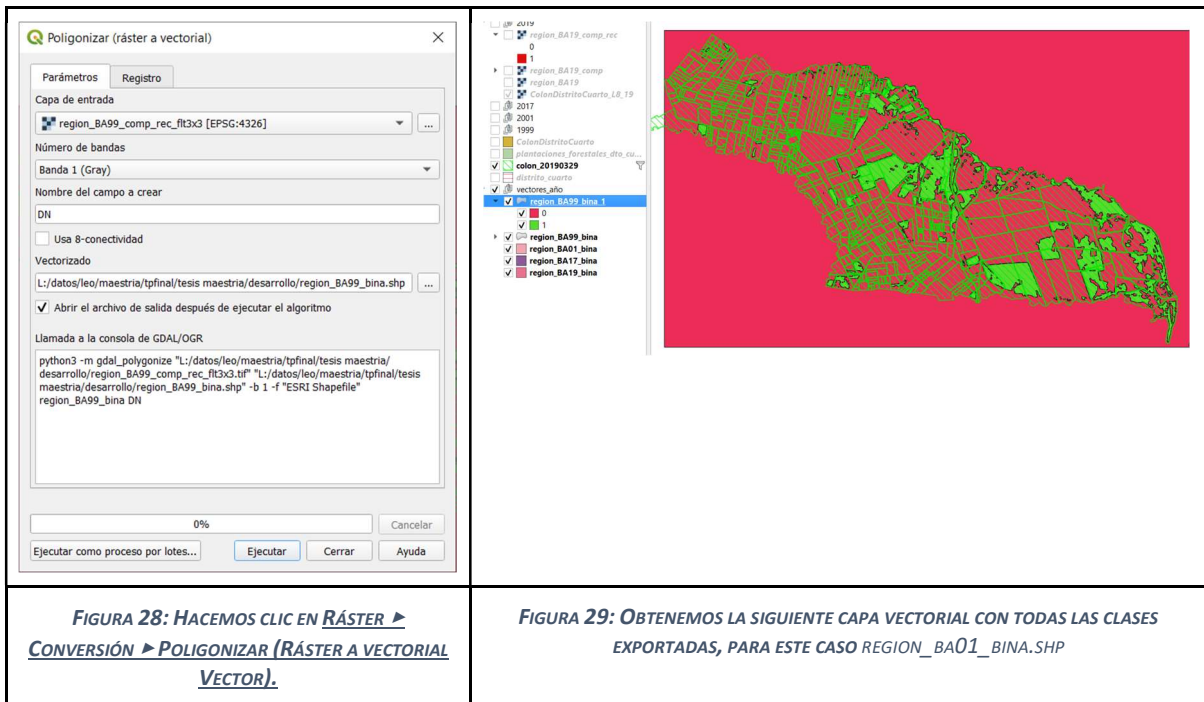 Poligonizar (ráster a vectorial)
Parámetros
Registro
Capa de entrada
region_BA99_comp_rec_flt3x3 [EPSG:4326]
...
Número de bandas
Banda 1 (Gray)
Nombre del campo a crear
DN
Usa 8-conectividad
Vectorizado
L:/datos/leo/maestria/tpfinal/tesis maestria/desarrollo/region_BA99_bina.shp
...
Abrir el archivo de salida después de ejecutar el algoritmo
Llamada a la consola de GDAL/OGR
python3 -m gdal_polygonize "L:/datos/leo/maestria/tpfinal/tesis maestria/
desarrollo/region_BA99_comp_rec_flt3x3.tif" "L:/datos/leo/maestria/tpfinal/tesis
maestria/desarrollo/region_BA99_bina.shp" -b 1 -f "ESRI Shapefile"
region_BA99_bina DN
0%
Cancelar
Ejecutar como proceso por lotes...
Ejecutar
Cerrar
Ayuda
2019
region_BA19_comp_rec
0
1
region_BA19_comp
region_BA19
ColonDistritoCuarto_L8_19
2017
2001
1999
ColonDistritoCuarto
plantaciones_forestales_dto_cu...
colon_20190329
distrito_cuarto
vectores_año
region_BA99_bina_1
0
1
region_BA99_bina
region_BA01_bina
region_BA17_bina
region_BA19_bina
FIGURA 28: HACEMOS CLIC EN RÁSTER ►
CONVERSIÓN ► POLIGONIZAR (RÁSTER A VECTORIAL
VECTOR).
FIGURA 29: OBTENEMOS LA SIGUIENTE CAPA VECTORIAL CON TODAS LAS CLASES
EXPORTADAS, PARA ESTE CASO REGION_BA01_BINA.SHP